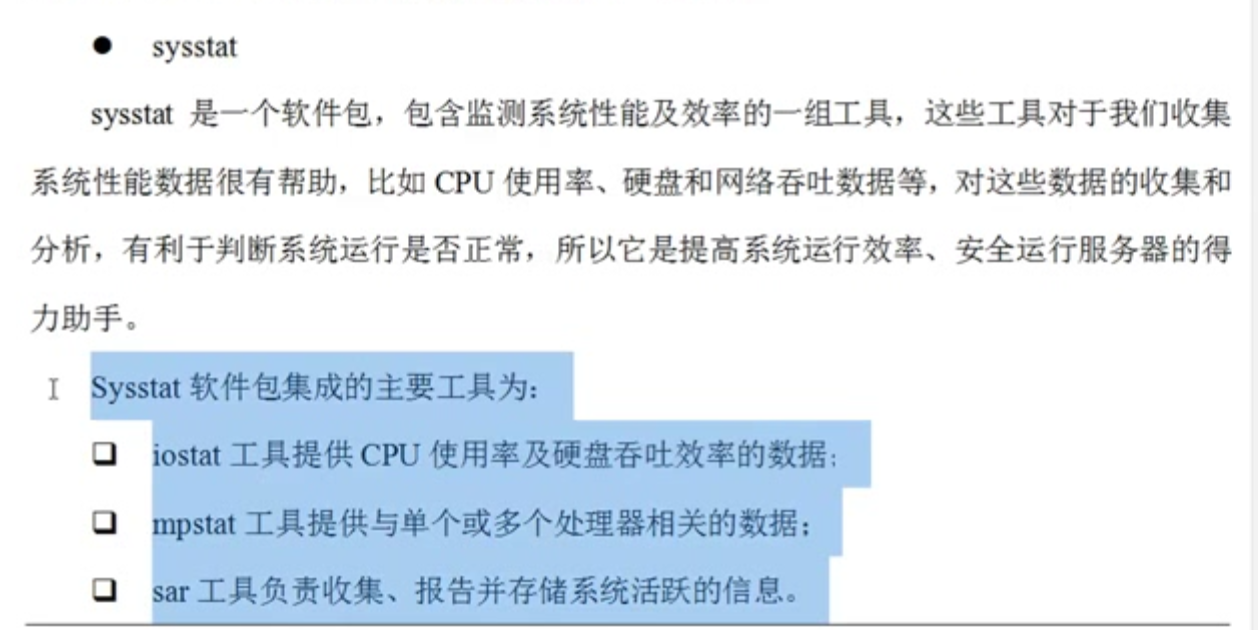 sysstat
sysstat 是一个软件包，包含监测系统性能及效率的一组工具，这些工具对于我们收集
系统性能数据很有帮助，比如 CPU 使用率、硬盘和网络吞吐数据等，对这些数据的收集和
分析，有利于判断系统运行是否正常，所以它是提高系统运行效率、安全运行服务器的得
力助手。
Sysstat 软件包集成的主要工具为：
iostat 工具提供 CPU 使用率及硬盘吞吐效率的数据；
mpstat 工具提供与单个或多个处理器相关的数据；
sar 工具负责收集、报告并存储系统活跃的信息。